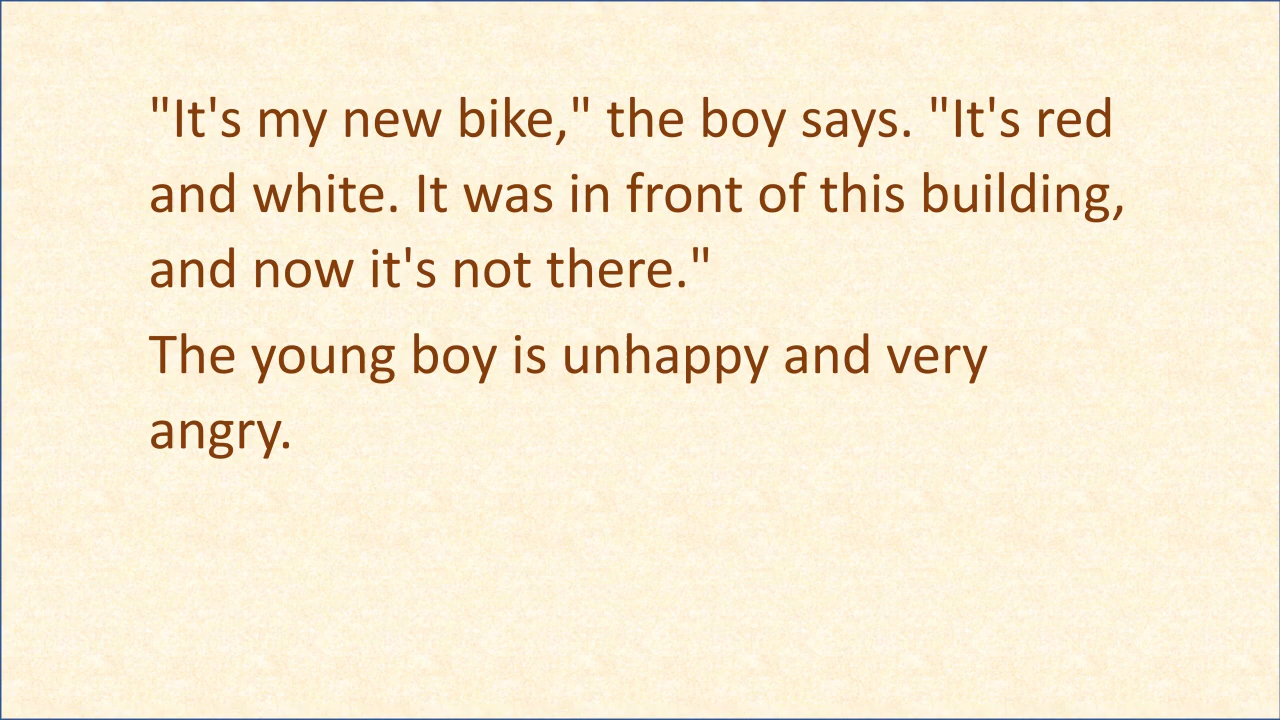 "It's my new bike," the boy says. "It's red
and white. It was in front of this building,
and now it's not there."
The young boy is unhappy and very
angry.